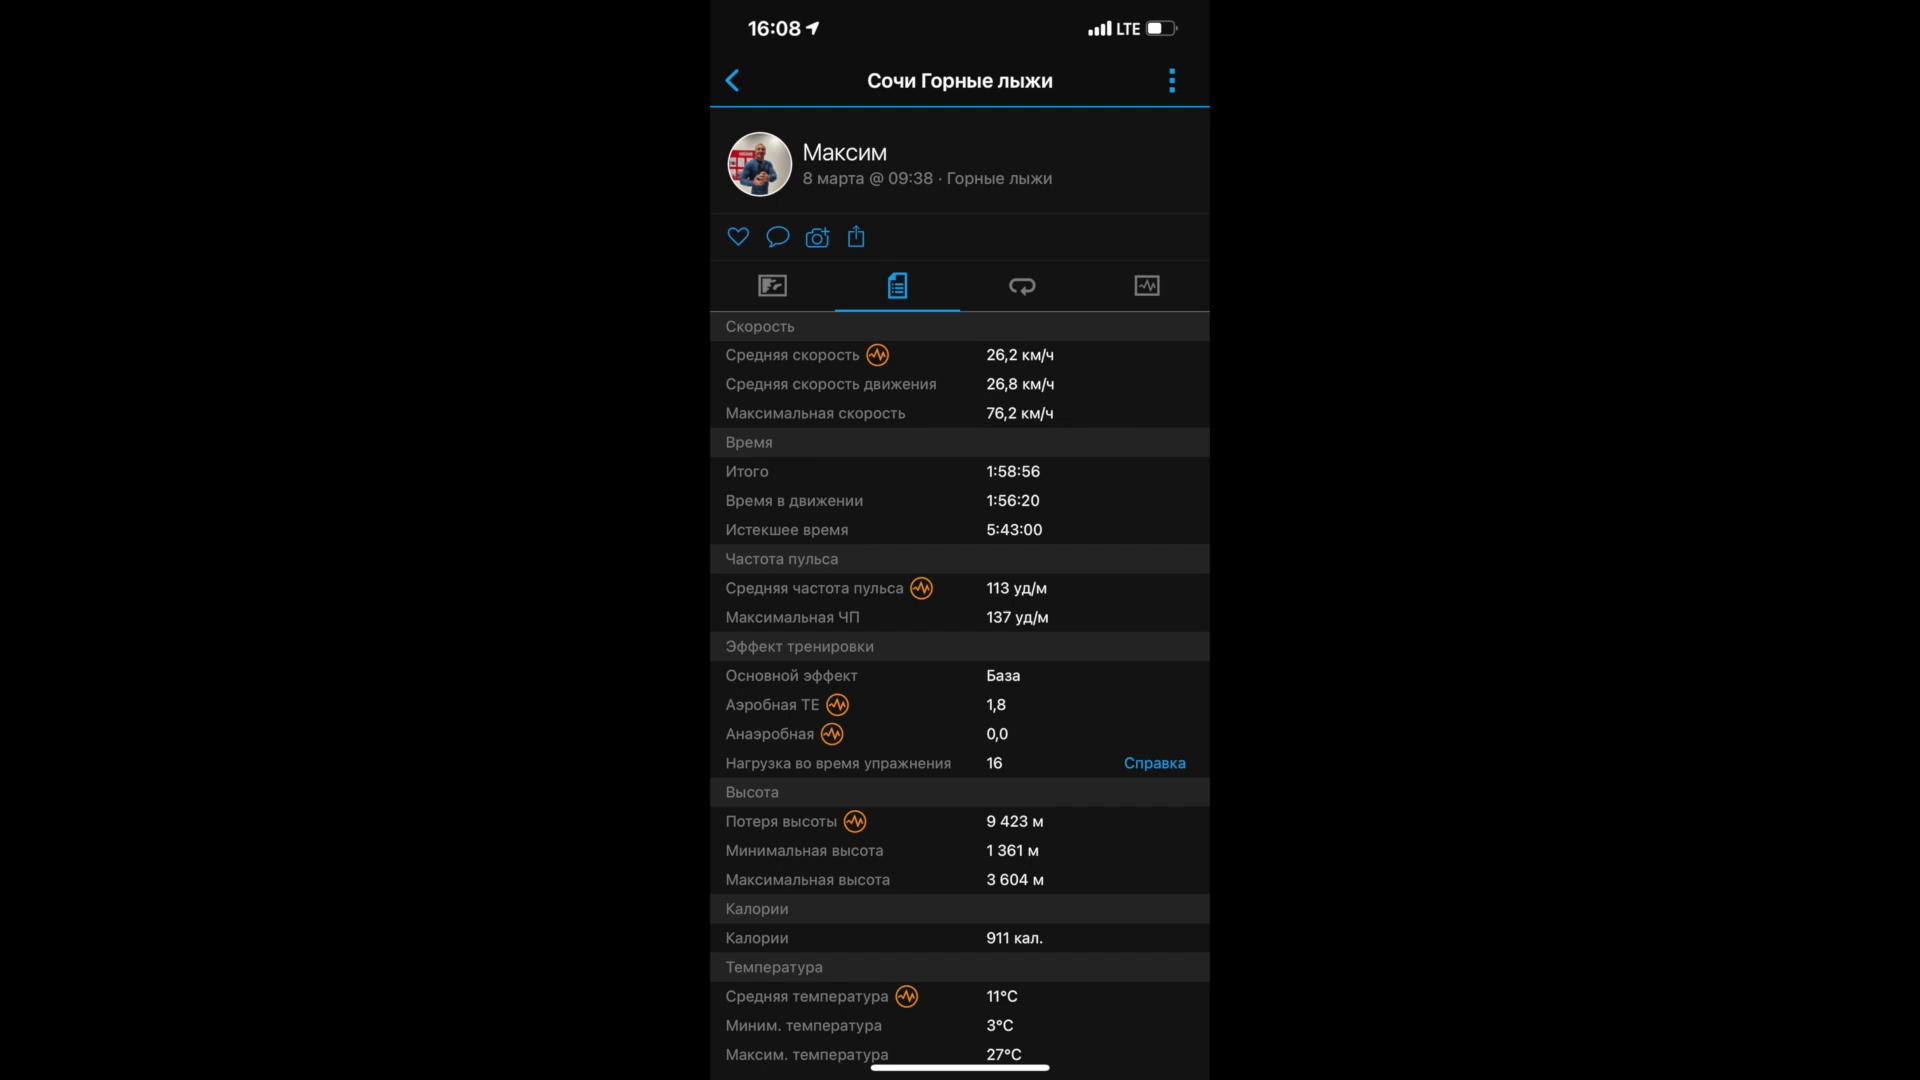 16:08
LTE
Сочи Горные лыжи
Максим
8 марта @ 09:38 · Горные лыжи
Скорость
Средняя скорость 26,2 км/ч
Средняя скорость движения 26,8 км/ч
Максимальная скорость 76,2 км/ч
Время
Итого 1:58:56
Время в движении 1:56:20
Истекшее время 5:43:00
Частота пульса
Средняя частота пульса 113 уд/м
Максимальная ЧП 137 уд/м
Эффект тренировки
Основной эффект База
Аэробная TE 1,8
Анаэробная 0,0
Нагрузка во время упражнения 16 Справка
Высота
Потеря высоты 9 423 м
Минимальная высота 1 361 м
Максимальная высота 3 604 м
Калории
Калории 911 кал.
Температура
Средняя температура 11°C
Миним. температура 3°C
Максим. температура 27°C